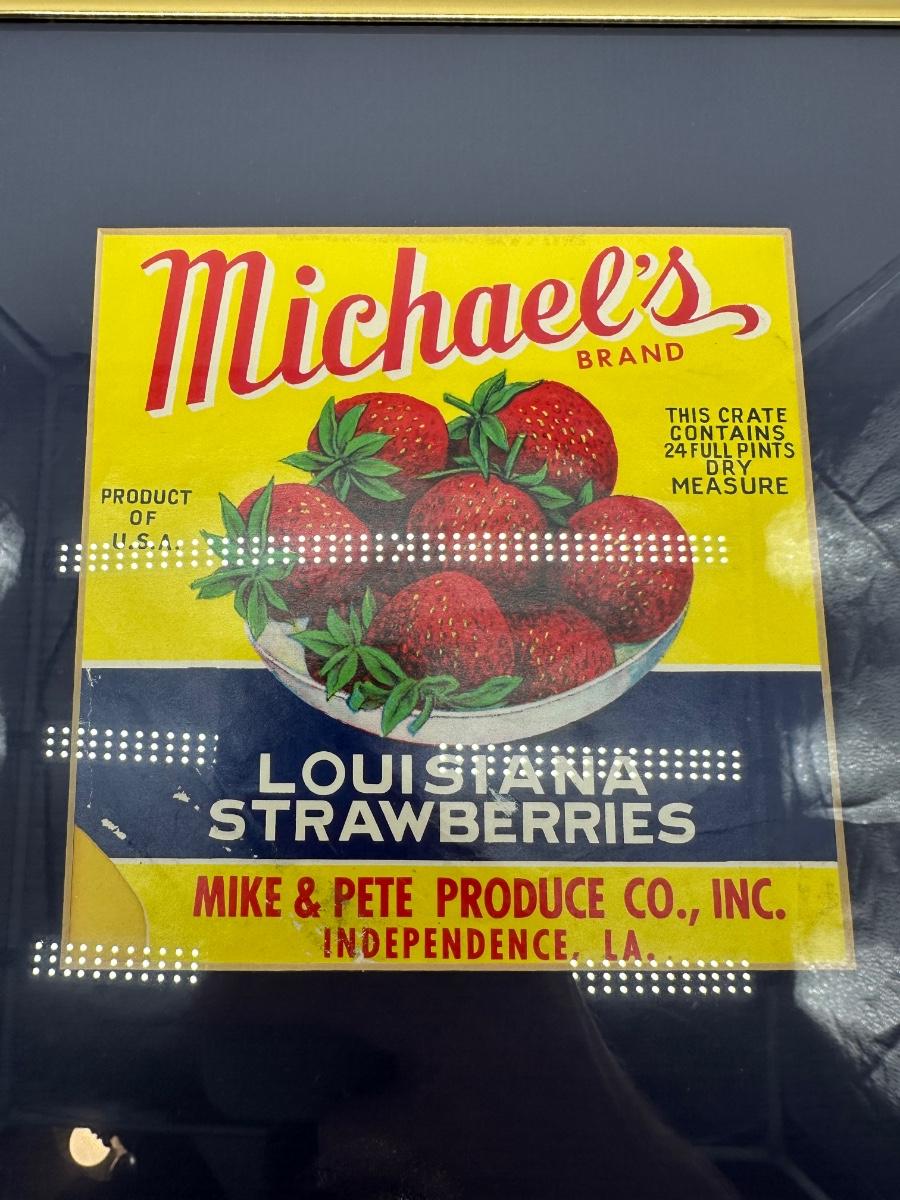 Michael's
BRAND
THIS CRATE
CONTAINS
24 FULL PINTS
DRY
MEASURE
PRODUCT
OF
U.S.A.
LOUISIANA
STRAWBERRIES
MIKE & PETE PRODUCE CO., INC.
INDEPENDENCE, LA.